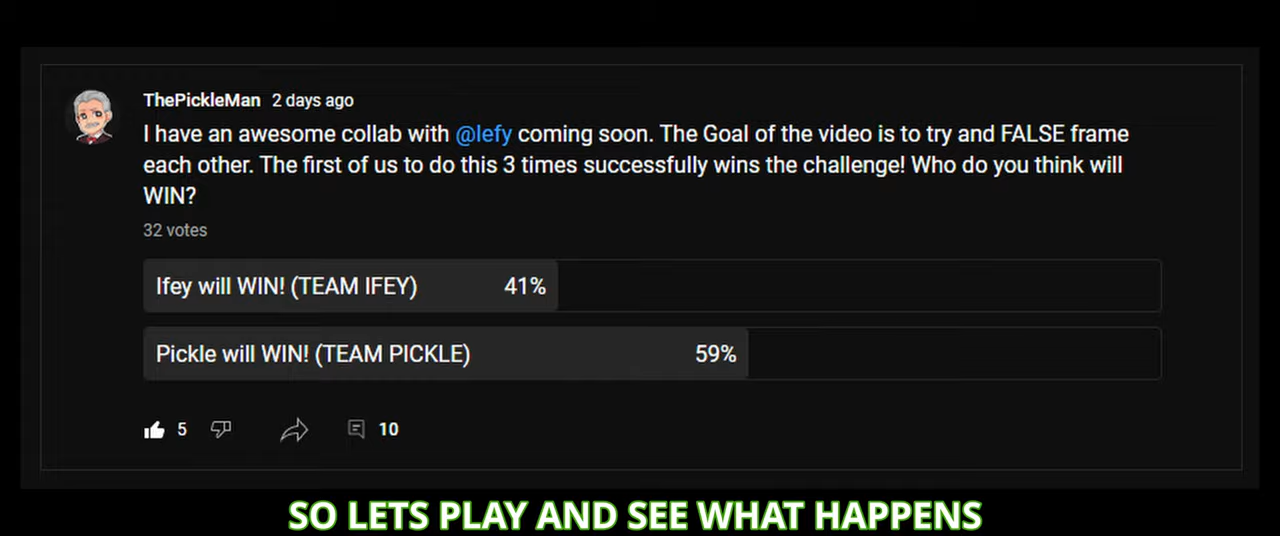 ThePickleMan 2 days ago
I have an awesome collab with @lefy coming soon. The Goal of the video is to try and FALSE frame
each other. The first of us to do this 3 times successfully wins the challenge! Who do you think will
WIN?
32 votes
Ifey will WIN! (TEAM IFEY) 41%
Pickle will WIN! (TEAM PICKLE) 59%
5 10
SO LETS PLAY AND SEE WHAT HAPPENS